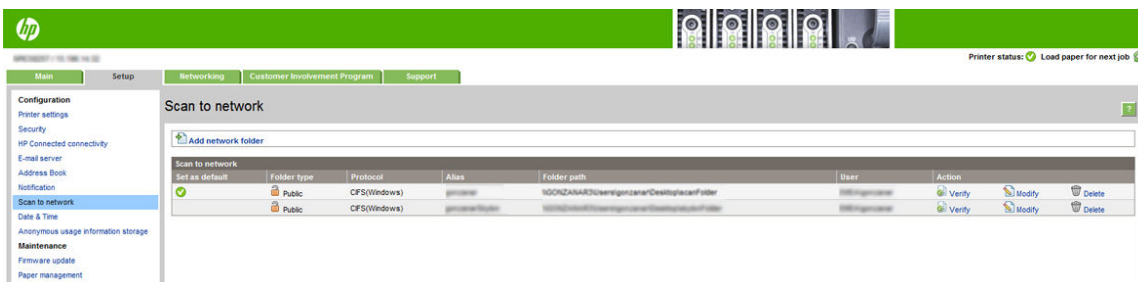 hp
Printer status: Load paper for next job
Main Setup Networking Customer Involvement Program Support
Configuration
Printer settings
Security
HP Connected connectivity
E-mail server
Address Book
Notification
Scan to network
Date & Time
Anonymous usage information storage
Maintenance
Firmware update
Paper management
Scan to network
?
Add network folder
Scan to network
Set as default Folder type Protocol Alias Folder path User Action
Public CIFS(Windows) Verify Modify Delete
Public CIFS(Windows) Verify Modify Delete